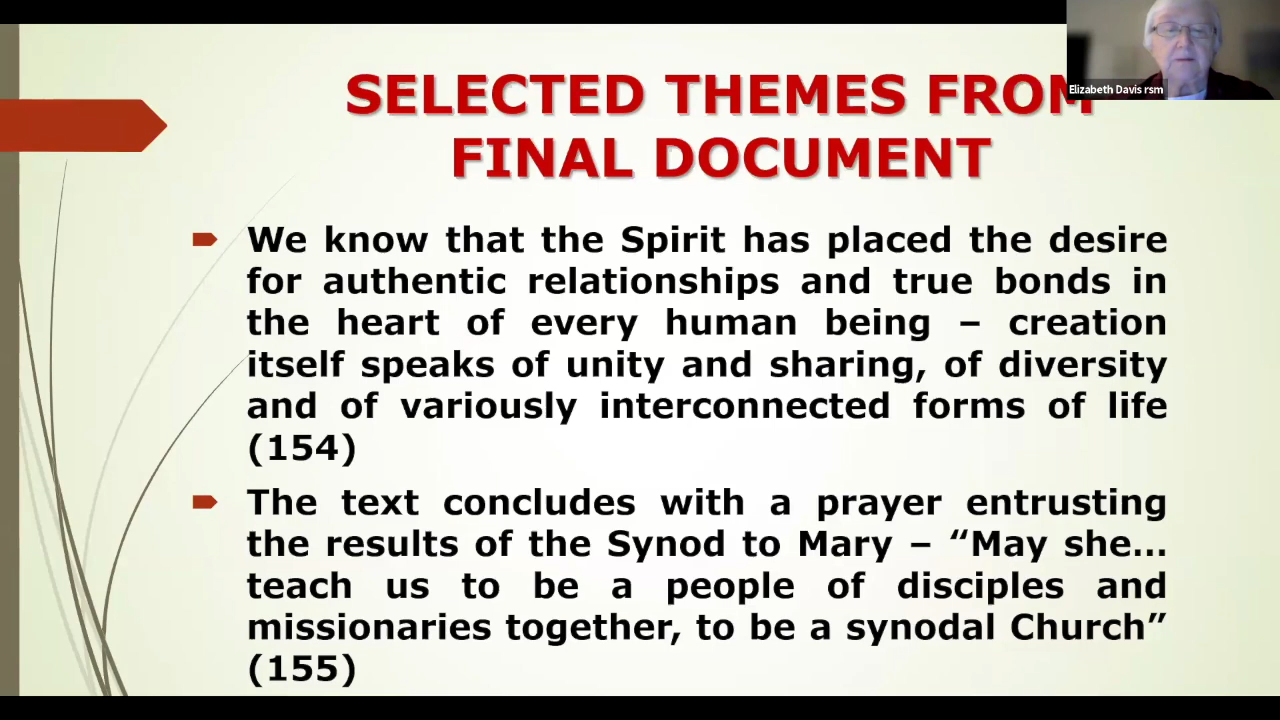 SELECTED THEMES FROM
FINAL DOCUMENT
Elizabeth Davis rsm
We know that the Spirit has placed the desire
for authentic relationships and true bonds in
the heart of every human being – creation
itself speaks of unity and sharing, of diversity
and of variously interconnected forms of life
(154)
The text concludes with a prayer entrusting
the results of the Synod to Mary – “May she…
teach us to be a people of disciples and
missionaries together, to be a synodal Church”
(155)